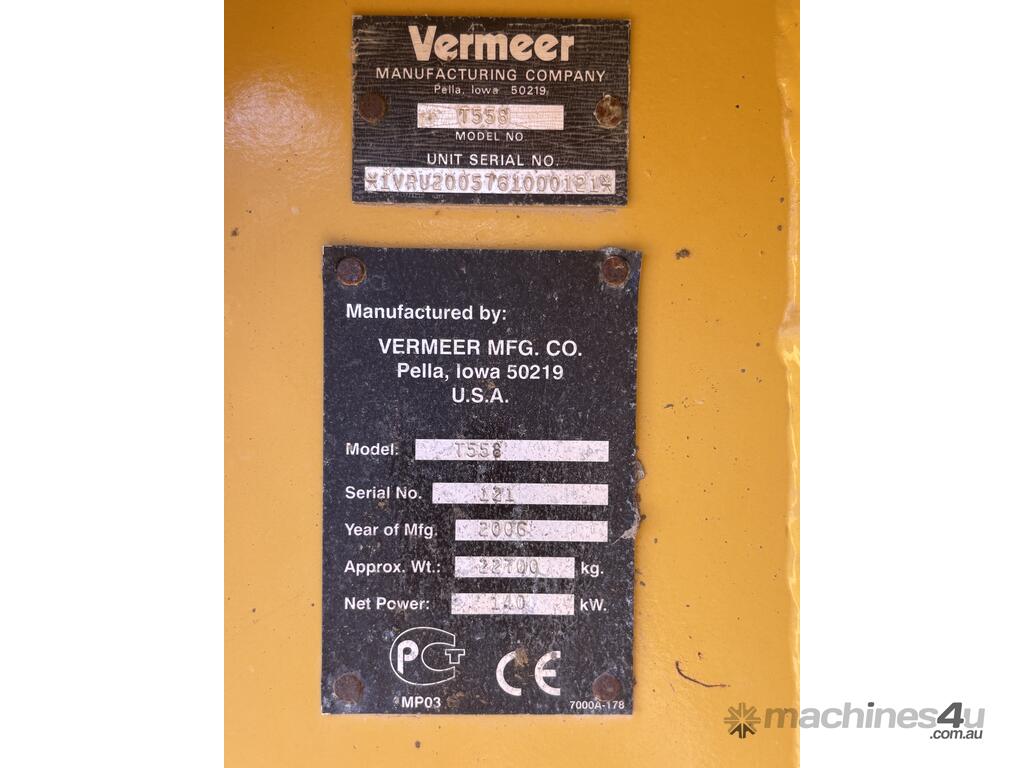 Vermeer
MANUFACTURING COMPANY
Pella, Iowa 50219
T558
MODEL NO
UNIT SERIAL NO.
*1VRU2005761000121*
Manufactured by:
VERMEER MFG. CO.
Pella, Iowa 50219
U.S.A.
Model: T558
Serial No. 121
Year of Mfg. 2006
Approx. Wt.: 22700 kg.
Net Power: 140 kW.
PCT CE
MP03 7000A-178
machines4u
.com.au